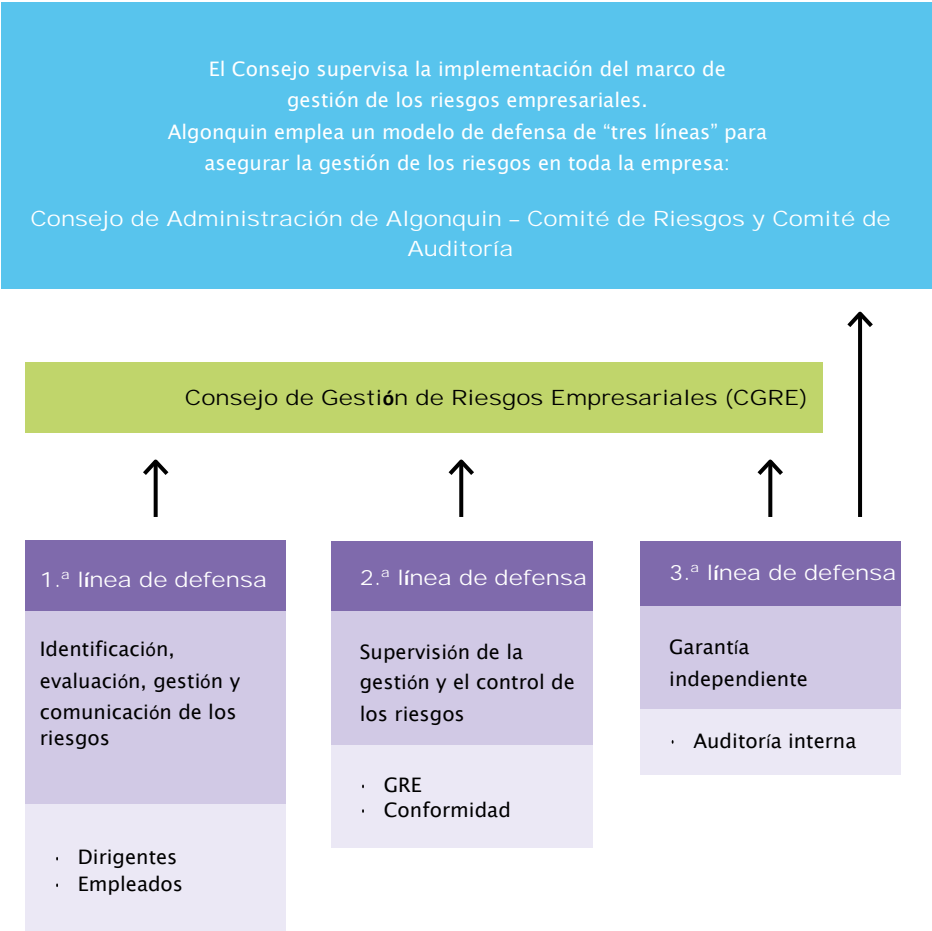 El Consejo supervisa la implementación del marco de
gestión de los riesgos empresariales.
Algonquin emplea un modelo de defensa de “tres líneas” para
asegurar la gestión de los riesgos en toda la empresa:
Consejo de Administración de Algonquin – Comité de Riesgos y Comité de
Auditoría
Consejo de Gestión de Riesgos Empresariales (CGRE)
1.ª línea de defensa
Identificación,
evaluación, gestión y
comunicación de los
riesgos
· Dirigentes
· Empleados
2.ª línea de defensa
Supervisión de la
gestión y el control de
los riesgos
· GRE
· Conformidad
3.ª línea de defensa
Garantía
independiente
· Auditoría interna